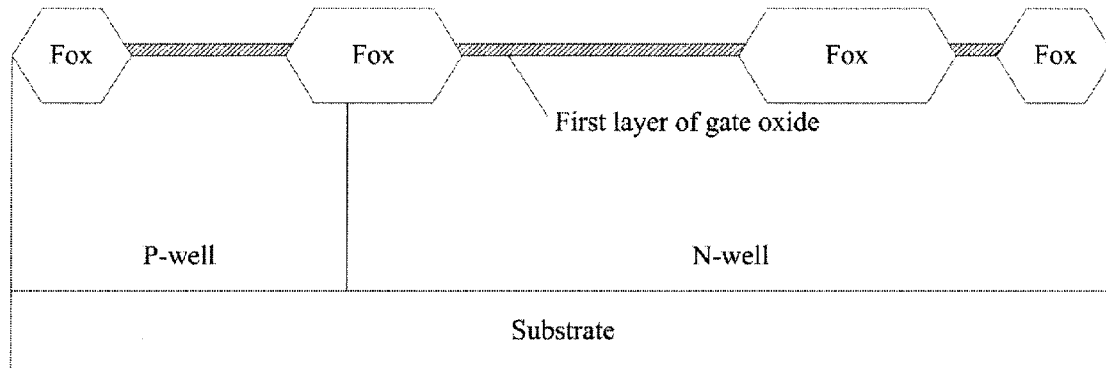 Fox Fox Fox Fox
First layer of gate oxide
P-well N-well
Substrate